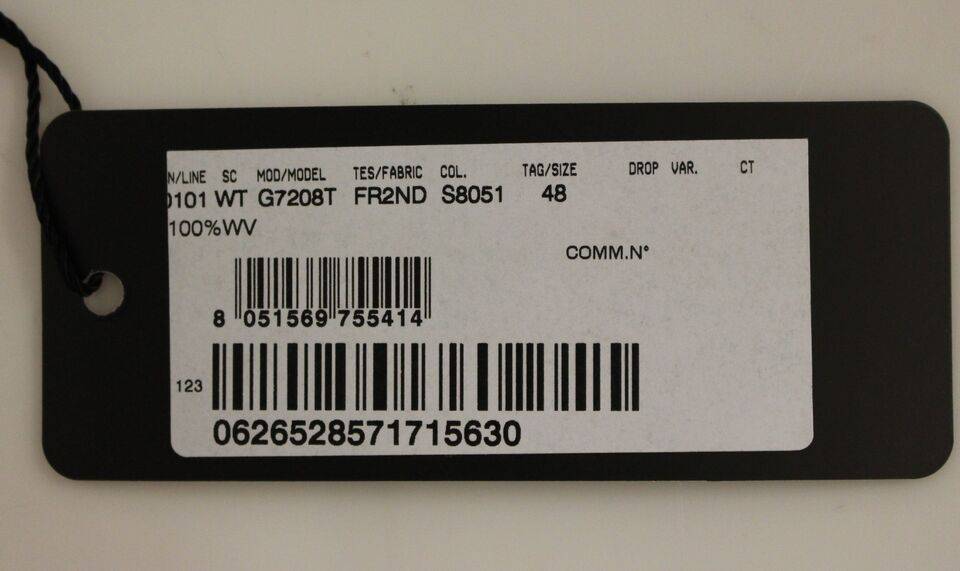 N/LINE SC MOD/MODEL TES/FABRIC COL. TAG/SIZE DROP VAR. CT
0101 WT G7208T FR2ND S8051 48
100%WV
COMM.N°
8 051569 755414
123
0626528571715630